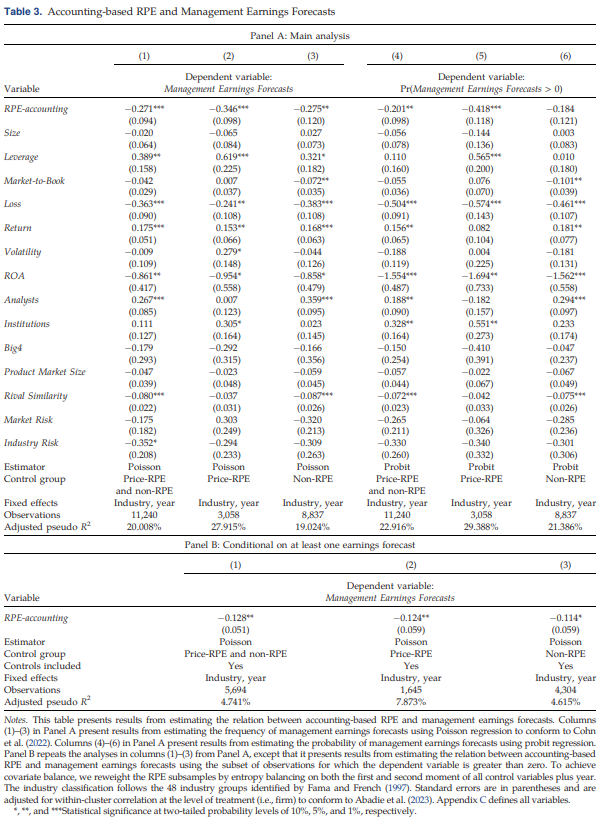 Table 3. Accounting-based RPE and Management Earnings Forecasts
Panel A: Main analysis
(1) (2) (3) (4) (5) (6)
Dependent variable: Dependent variable:
Variable Management Earnings Forecasts Pr(Management Earnings Forecasts > 0)
RPE-accounting −0.271*** −0.346*** −0.275** −0.201** −0.418*** −0.184
(0.094) (0.098) (0.120) (0.098) (0.118) (0.121)
Size −0.020 −0.065 0.027 −0.056 −0.144 0.003
(0.064) (0.084) (0.073) (0.078) (0.136) (0.083)
Leverage 0.389** 0.619*** 0.321* 0.110 0.565*** 0.010
(0.158) (0.225) (0.182) (0.160) (0.200) (0.180)
Market-to-Book −0.042 0.007 −0.072** −0.055 0.076 −0.101**
(0.029) (0.037) (0.035) (0.036) (0.070) (0.039)
Loss −0.363*** −0.241** −0.383*** −0.504*** −0.574*** −0.461***
(0.090) (0.108) (0.108) (0.091) (0.143) (0.107)
Return 0.175*** 0.153** 0.168*** 0.156** 0.082 0.181**
(0.051) (0.066) (0.063) (0.065) (0.104) (0.077)
Volatility −0.009 0.279* −0.044 −0.188 0.004 −0.181
(0.109) (0.148) (0.126) (0.119) (0.225) (0.131)
ROA −0.861** −0.954* −0.858* −1.554*** −1.694** −1.562***
(0.417) (0.558) (0.479) (0.487) (0.733) (0.558)
Analysts 0.267*** 0.007 0.359*** 0.188** −0.182 0.294***
(0.085) (0.123) (0.095) (0.090) (0.157) (0.097)
Institutions 0.111 0.305* 0.023 0.328** 0.551** 0.233
(0.127) (0.164) (0.145) (0.164) (0.273) (0.174)
Big4 −0.179 −0.292 −0.166 −0.150 −0.410 −0.047
(0.293) (0.315) (0.356) (0.254) (0.391) (0.237)
Product Market Size −0.047 −0.023 −0.059 −0.057 −0.022 −0.067
(0.039) (0.048) (0.045) (0.044) (0.067) (0.049)
Rival Similarity −0.080*** −0.031 −0.087*** −0.072*** −0.042 −0.075***
(0.022) (0.031) (0.026) (0.023) (0.033) (0.026)
Market Risk −0.175 0.303 −0.320 −0.265 −0.064 −0.285
(0.182) (0.249) (0.213) (0.211) (0.326) (0.236)
Industry Risk −0.352* −0.294 −0.309 −0.330 −0.340 −0.301
(0.208) (0.233) (0.263) (0.260) (0.332) (0.306)
Estimator Poisson Poisson Poisson Probit Probit Probit
Control group Price-RPE Price-RPE Non-RPE Price-RPE Price-RPE Non-RPE
and non-RPE and non-RPE
Fixed effects Industry, year Industry, year Industry, year Industry, year Industry, year Industry, year
Observations 11,240 3,058 8,837 11,240 3,058 8,837
Adjusted pseudo R2 20.008% 27.915% 19.024% 22.916% 29.388% 21.386%
Panel B: Conditional on at least one earnings forecast
(1) (2) (3)
Dependent variable:
Variable Management Earnings Forecasts
RPE-accounting −0.128** −0.124** −0.114*
(0.051) (0.059) (0.059)
Estimator Poisson Poisson Poisson
Control group Price-RPE and non-RPE Price-RPE Non-RPE
Controls included Yes Yes Yes
Fixed effects Industry, year Industry, year Industry, year
Observations 5,694 1,645 4,304
Adjusted pseudo R2 4.741% 7.873% 4.615%
Notes. This table presents results from estimating the relation between accounting-based RPE and management earnings forecasts. Columns
(1)–(3) in Panel A present results from estimating the frequency of management earnings forecasts using Poisson regression to conform to Cohn
et al. (2022). Columns (4)–(6) in Panel A present results from estimating the probability of management earnings forecasts using probit regression.
Panel B repeats the analyses in columns (1)–(3) from Panel A, except that it presents results from estimating the relation between accounting-based
RPE and management earnings forecasts using the subset of observations for which the dependent variable is greater than zero. To achieve
covariate balance, we reweight the RPE subsamples by entropy balancing on both the first and second moment of all control variables plus year.
The industry classification follows the 48 industry groups identified by Fama and French (1997). Standard errors are in parentheses and are
adjusted for within-cluster correlation at the level of treatment (i.e., firm) to conform to Abadie et al. (2023). Appendix C defines all variables.
*, **, and ***Statistical significance at two-tailed probability levels of 10%, 5%, and 1%, respectively.